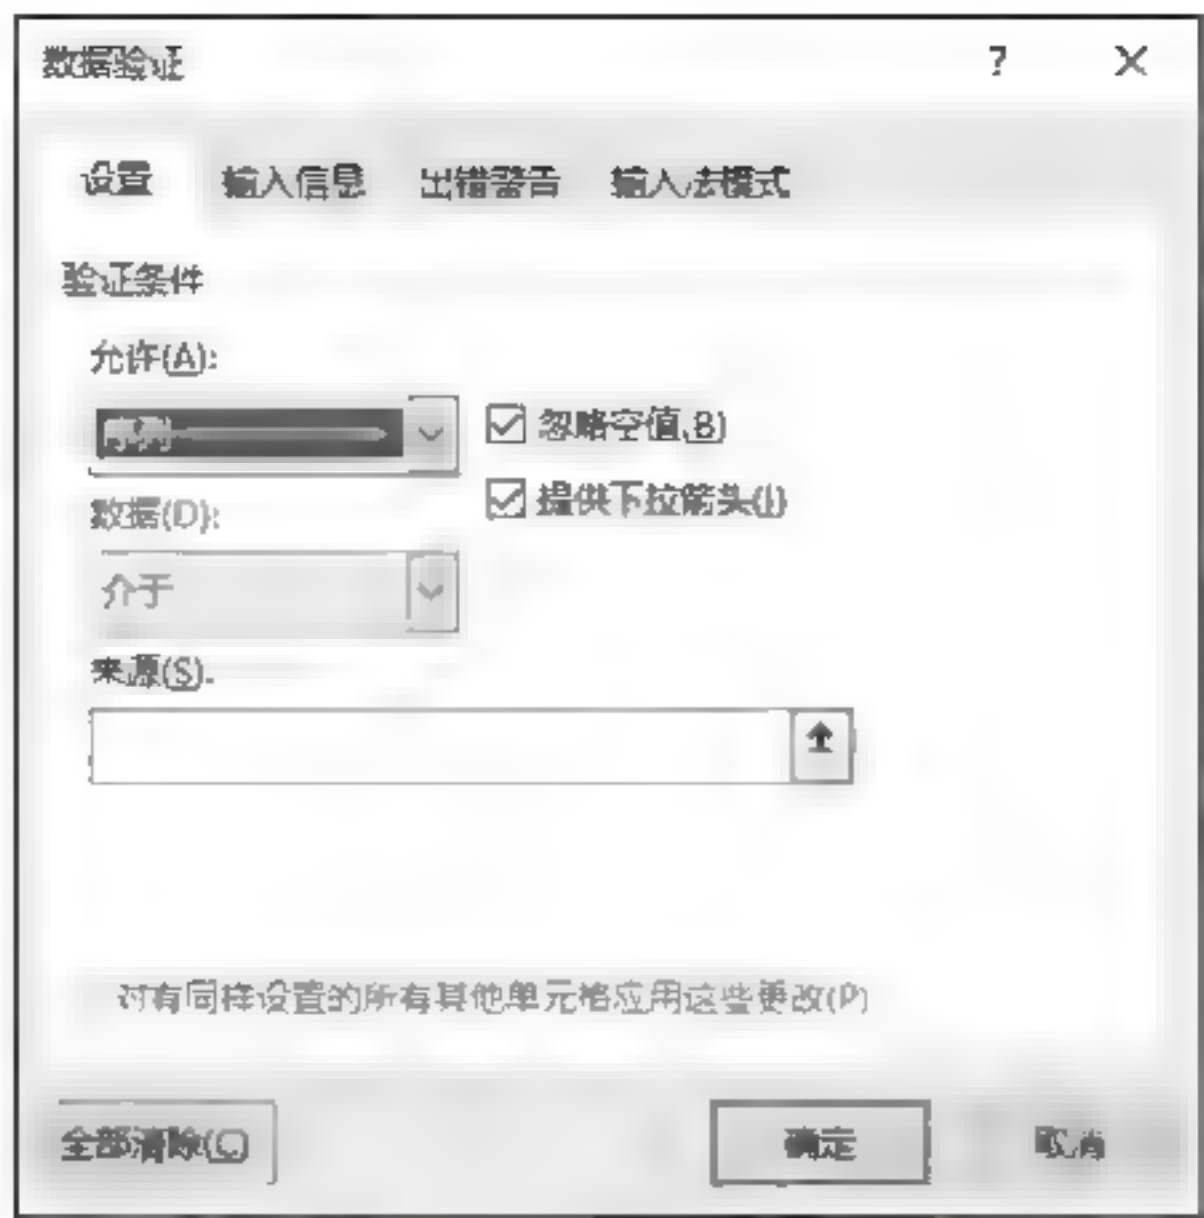 数据验证 ? ×
设置 输入信息 出错警告 输入法模式
验证条件
允许(A):
序列
忽略空值(B)
提供下拉箭头(I)
数据(D):
介于
来源(S):
对有同样设置的所有其他单元格应用这些更改(P)
全部清除(C) 确定 取消